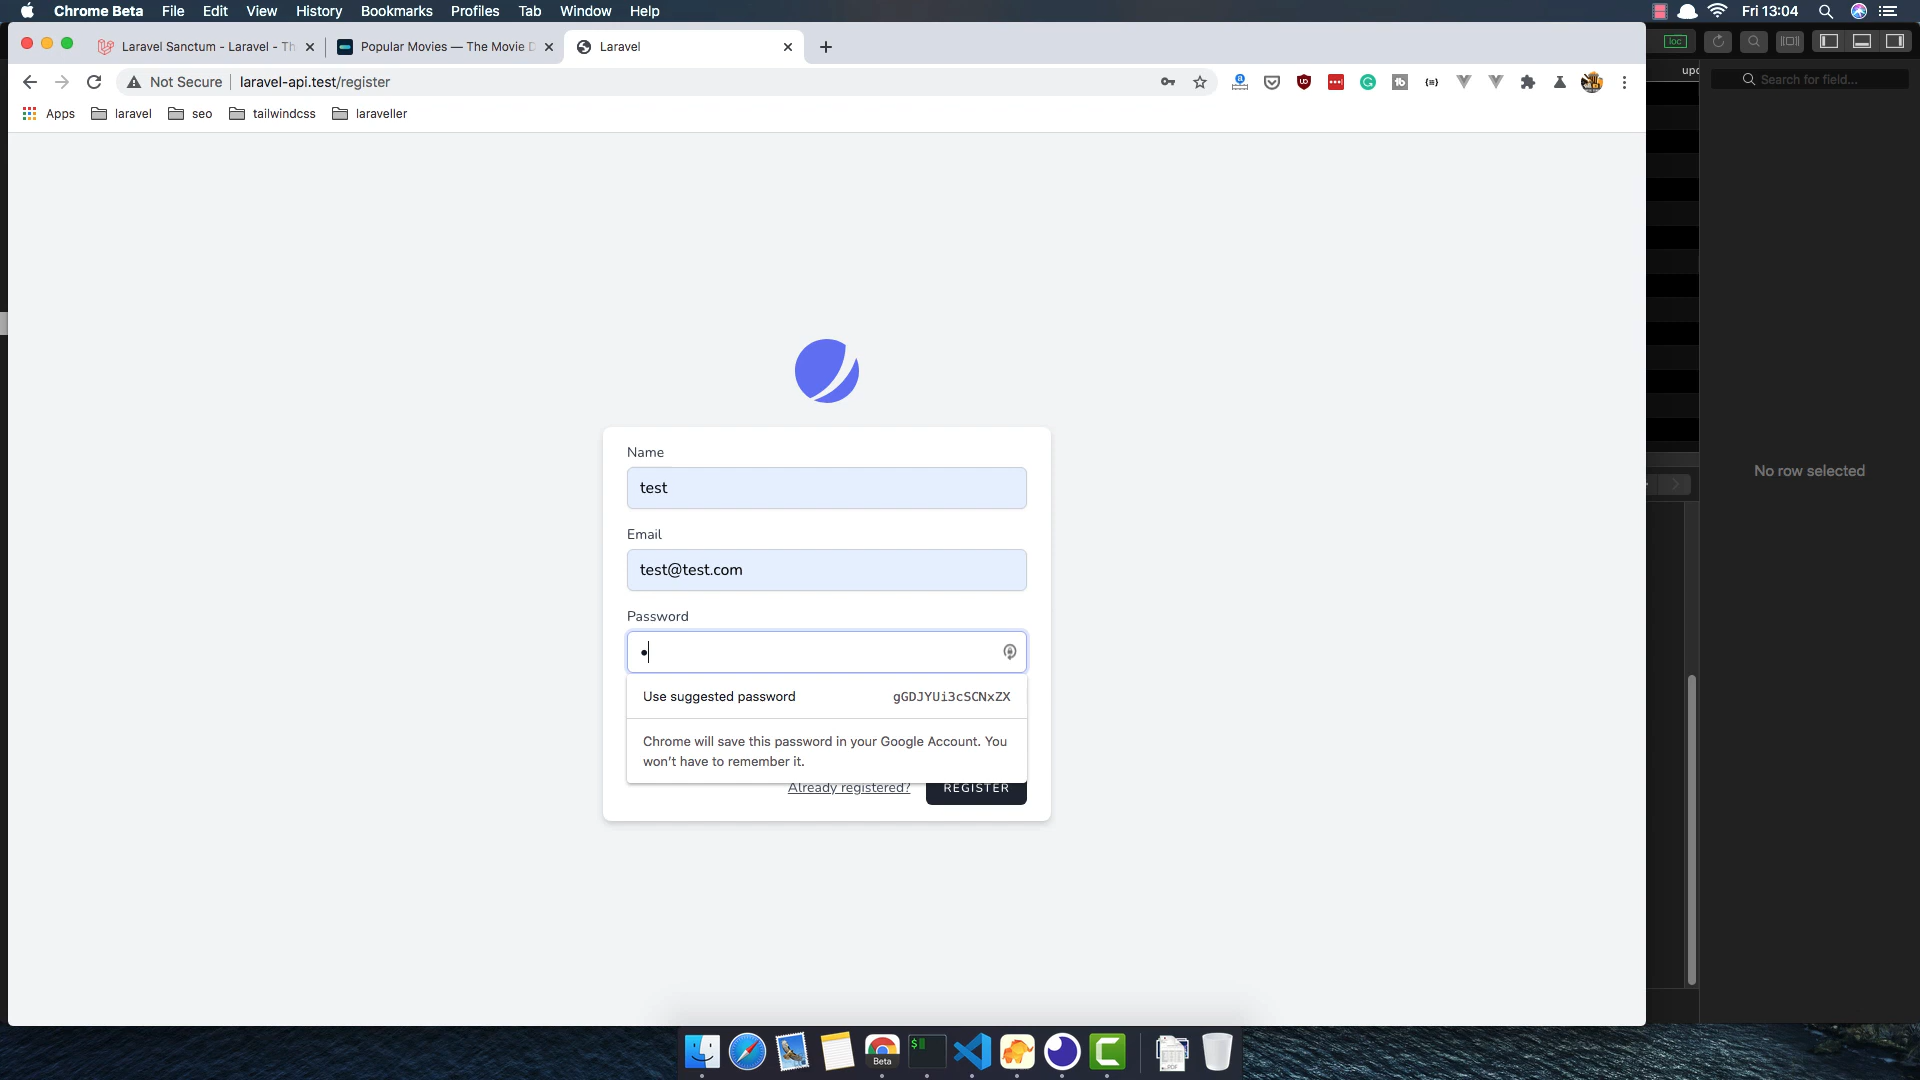 Chrome Beta File Edit View History Bookmarks Profiles Tab Window Help Fri 13:04
Laravel Sanctum - Laravel - Th
Popular Movies — The Movie D
Laravel
loc
Not Secure laravel-api.test/register
upd
Search for field...
Apps laravel seo tailwindcss laraveller
No row selected
Name
test
Email
test@test.com
Password
Use suggested password gGDJYUi3cSCNxZX
Chrome will save this password in your Google Account. You
won't have to remember it.
Already registered? REGISTER
Beta